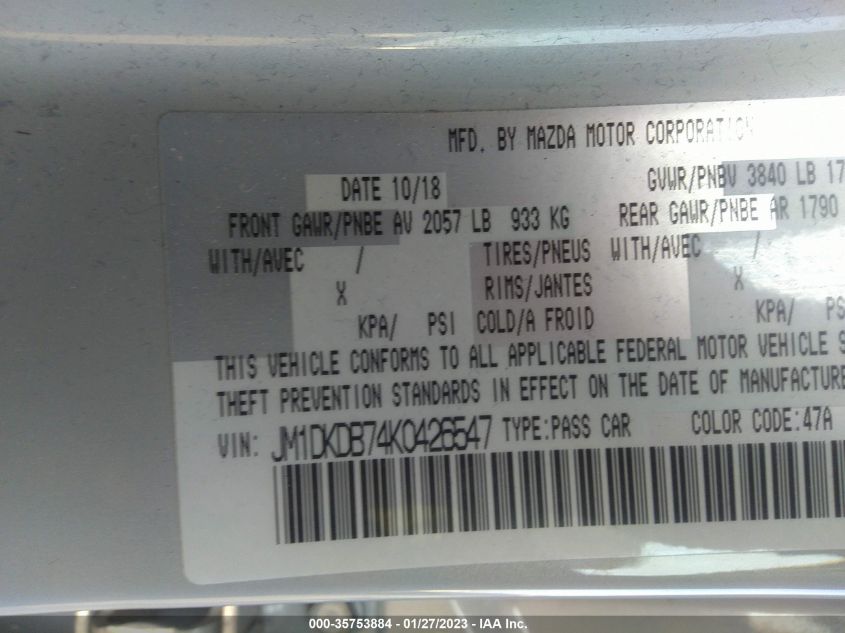 MFD. BY MAZDA MOTOR CORPORATION
DATE 10/18 GVWR/PNBV 3840 LB 17
FRONT GAWR/PNBE AV 2057 LB 933 KG REAR GAWR/PNBE AR 1790
WITH/AVEC / TIRES/PNEUS WITH/AVEC /
X RIMS/JANTES X
KPA/ PSI COLD/A FROID KPA/ PS
THIS VEHICLE CONFORMS TO ALL APPLICABLE FEDERAL MOTOR VEHICLE S
THEFT PREVENTION STANDARDS IN EFFECT ON THE DATE OF MANUFACTURE
VIN: JM1DKDB74K0426547 TYPE:PASS CAR COLOR CODE:47A
000-35753884 - 01/27/2023 - IAA Inc.